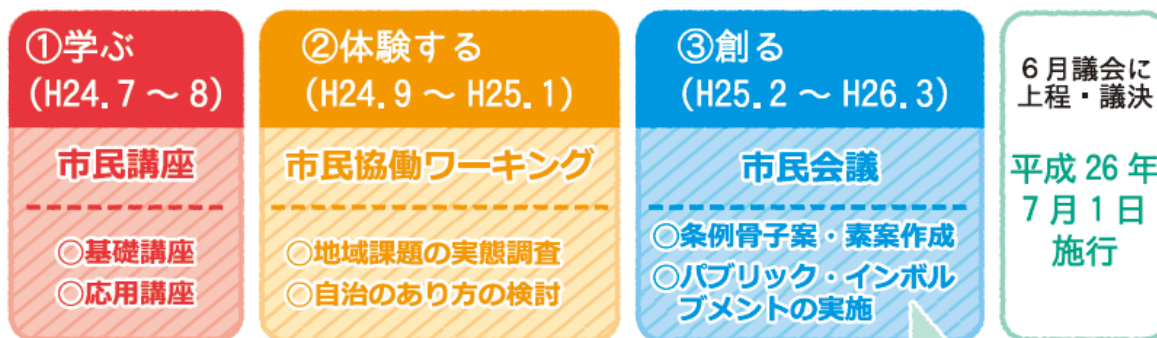 ①学ぶ
(H24.7～8)
市民講座
○基礎講座
○応用講座
②体験する
(H24.9～H25.1)
市民協働ワーキング
○地域課題の実態調査
○自治のあり方の検討
③創る
(H25.2～H26.3)
市民会議
○条例骨子案・素案作成
○パブリック・インボル
ブメントの実施
6月議会に
上程・議決
平成26年
7月1日
施行